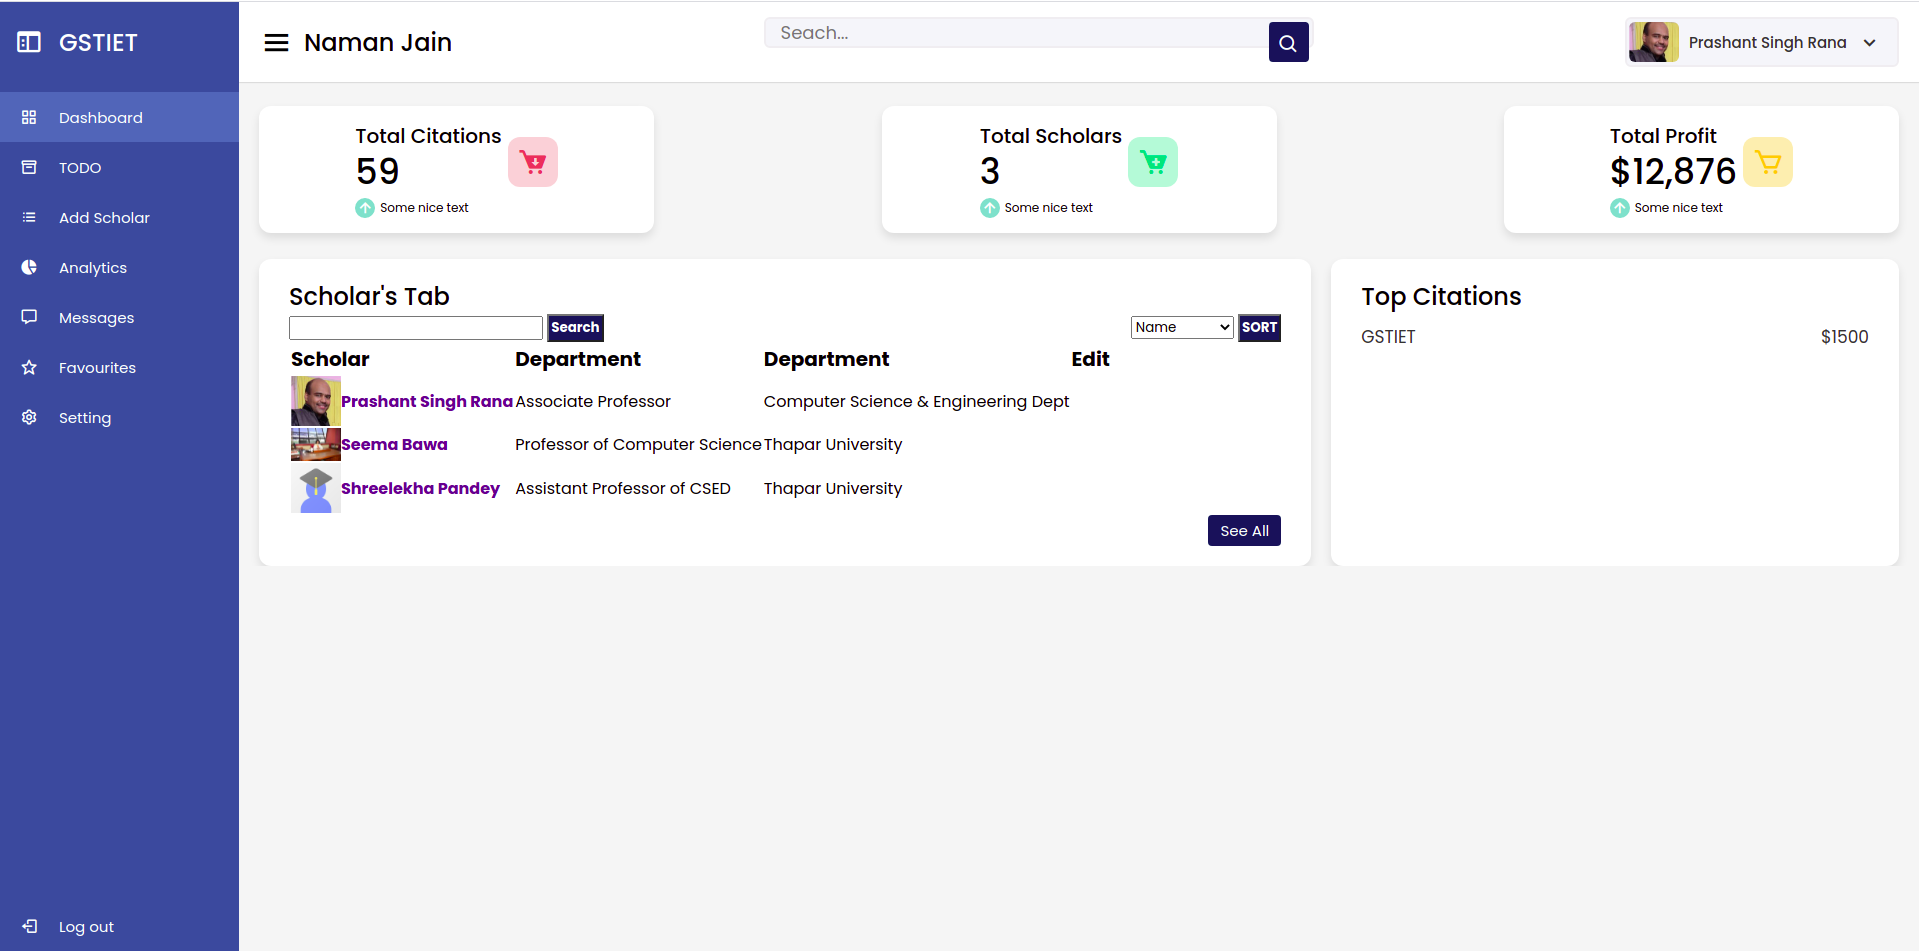 GSTIET
Dashboard
TODO
Add Scholar
Analytics
Messages
Favourites
Setting
Log out
Naman Jain
Seach...
Prashant Singh Rana
Total Citations
59
Some nice text
Total Scholars
3
Some nice text
Total Profit
$12,876
Some nice text
Scholar's Tab
Search
Name SORT
Scholar Department Department Edit
Prashant Singh Rana Associate Professor Computer Science & Engineering Dept
Seema Bawa Professor of Computer Science Thapar University
Shreelekha Pandey Assistant Professor of CSED Thapar University
See All
Top Citations
GSTIET $1500